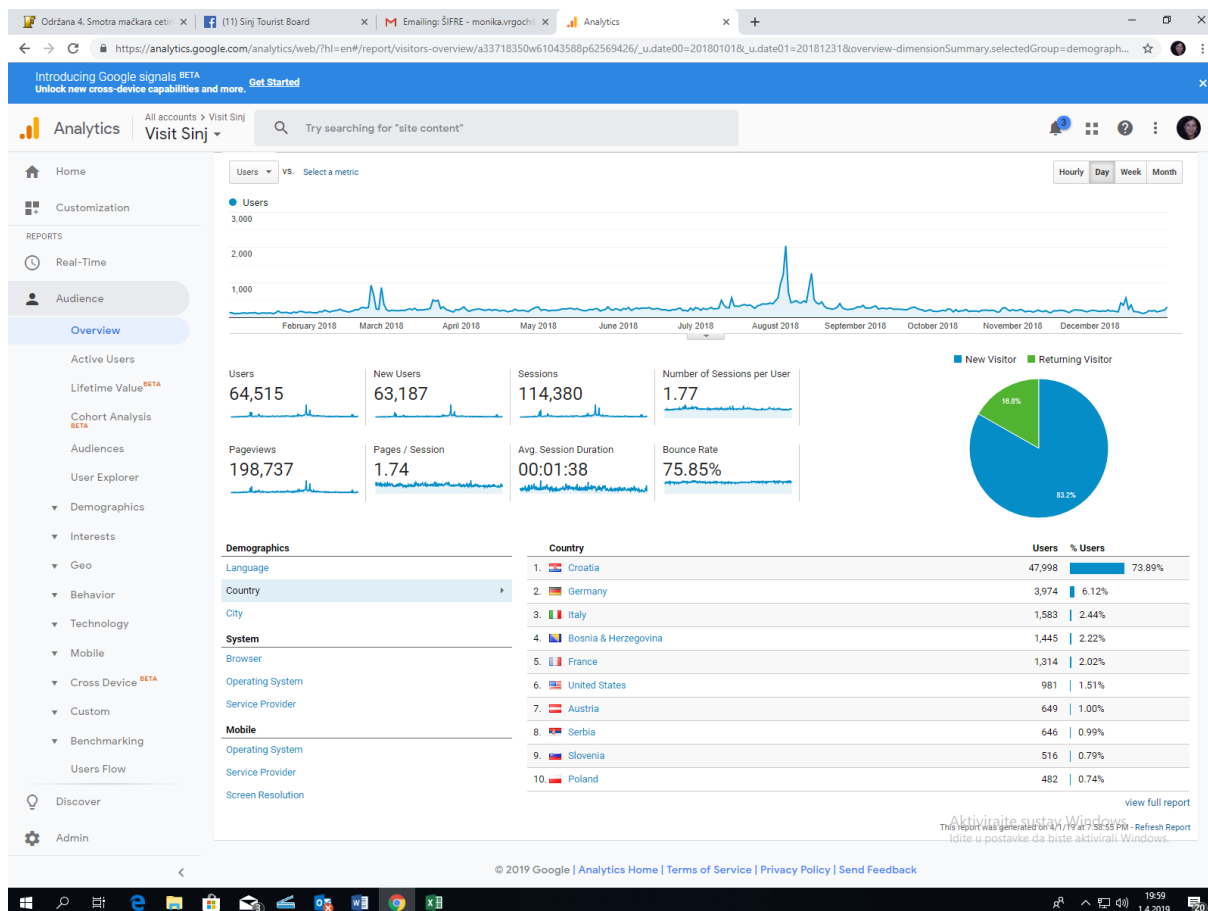 Održana 4. Smotra mačkara cetin
(11) Sinj Tourist Board
Emailing: ŠIFRE - monika.vrgoch@
Analytics
https://analytics.google.com/analytics/web/?hl=en#/report/visitors-overview/a33718350w61043588p62569426/_u.date00=20180101&_u.date01=20181231&overview-dimensionSummary.selectedGroup=demograph...
Introducing Google signals BETA
Unlock new cross-device capabilities and more. Get Started
Analytics
All accounts > Visit Sinj
Visit Sinj
Try searching for "site content"
3
Home
Customization
REPORTS
Real-Time
Audience
Overview
Active Users
Lifetime Value BETA
Cohort Analysis
BETA
Audiences
User Explorer
Demographics
Interests
Geo
Behavior
Technology
Mobile
Cross Device BETA
Custom
Benchmarking
Users Flow
Discover
Admin
Users VS. Select a metric
Hourly Day Week Month
Users
3,000
2,000
1,000
February 2018 March 2018 April 2018 May 2018 June 2018 July 2018 August 2018 September 2018 October 2018 November 2018 December 2018
New Visitor Returning Visitor
16.8%
83.2%
Users
64,515
New Users
63,187
Sessions
114,380
Number of Sessions per User
1.77
Pageviews
198,737
Pages / Session
1.74
Avg. Session Duration
00:01:38
Bounce Rate
75.85%
Demographics
Language
Country
City
System
Browser
Operating System
Service Provider
Mobile
Operating System
Service Provider
Screen Resolution
Country Users % Users
1. Croatia 47,998 73.89%
2. Germany 3,974 6.12%
3. Italy 1,583 2.44%
4. Bosnia & Herzegovina 1,445 2.22%
5. France 1,314 2.02%
6. United States 981 1.51%
7. Austria 649 1.00%
8. Serbia 646 0.99%
9. Slovenia 516 0.79%
10. Poland 482 0.74%
view full report
Aktivirajte sustav Windows
This report was generated on 4/1/19 at 7:58:55 PM - Refresh Report
Idite u postavke da biste aktivirali Windows.
© 2019 Google | Analytics Home | Terms of Service | Privacy Policy | Send Feedback
19:59
1.4.2019
20